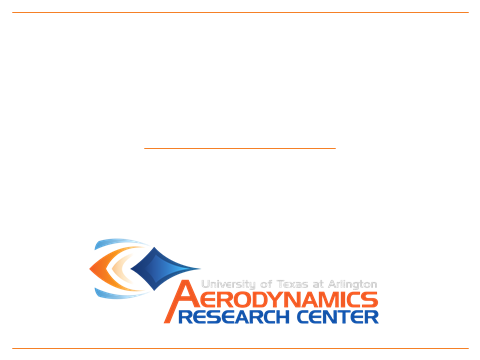 University of Texas at Arlington
AERODYNAMICS
RESEARCH CENTER